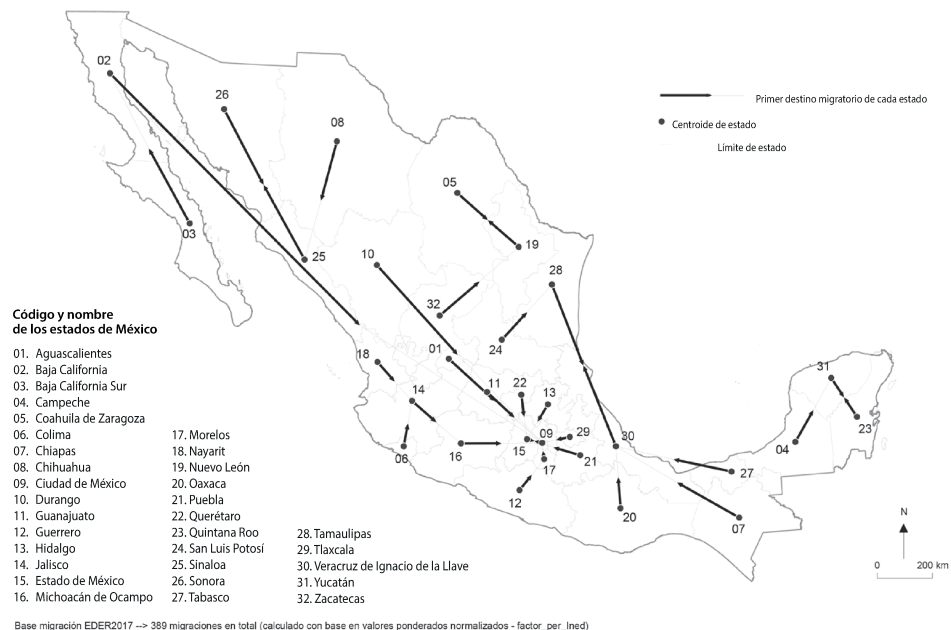 02
26
08
05
03
25
10
19
28
32
24
18
01
14
11
22
13
06
16
15
09
29
30
17
21
12
20
31
04
23
27
07
Primer destino migratorio de cada estado
Centroide de estado
Límite de estado
Código y nombre
de los estados de México
01. Aguascalientes
02. Baja California
03. Baja California Sur
04. Campeche
05. Coahuila de Zaragoza
06. Colima
07. Chiapas
08. Chihuahua
09. Ciudad de México
10. Durango
11. Guanajuato
12. Guerrero
13. Hidalgo
14. Jalisco
15. Estado de México
16. Michoacán de Ocampo
17. Morelos
18. Nayarit
19. Nuevo León
20. Oaxaca
21. Puebla
22. Querétaro
23. Quintana Roo
24. San Luis Potosí
25. Sinaloa
26. Sonora
27. Tabasco
28. Tamaulipas
29. Tlaxcala
30. Veracruz de Ignacio de la Llave
31. Yucatán
32. Zacatecas
N
0 200 km
Base migración EDER2017 --> 389 migraciones en total (calculado con base en valores ponderados normalizados - factor_per_Ined)